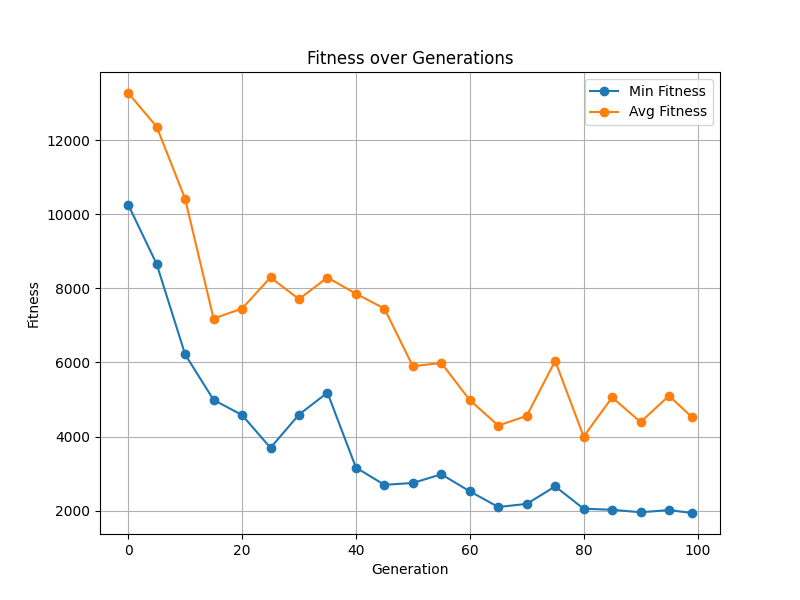 Fitness over Generations
Min Fitness
Avg Fitness
12000
10000
8000
6000
4000
2000
Fitness
0 20 40 60 80 100
Generation